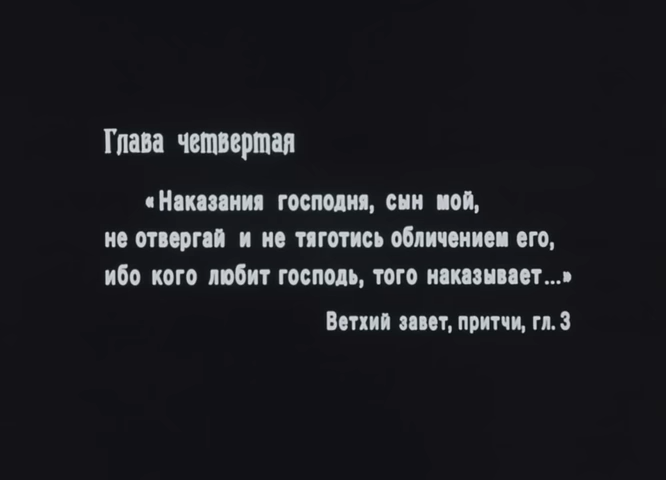 Глава четвертая
«Наказания господня, сын мой,
не отвергай и не тяготись обличением его,
ибо кого любит господь, того наказывает...»
Ветхий завет, притчи, гл. 3